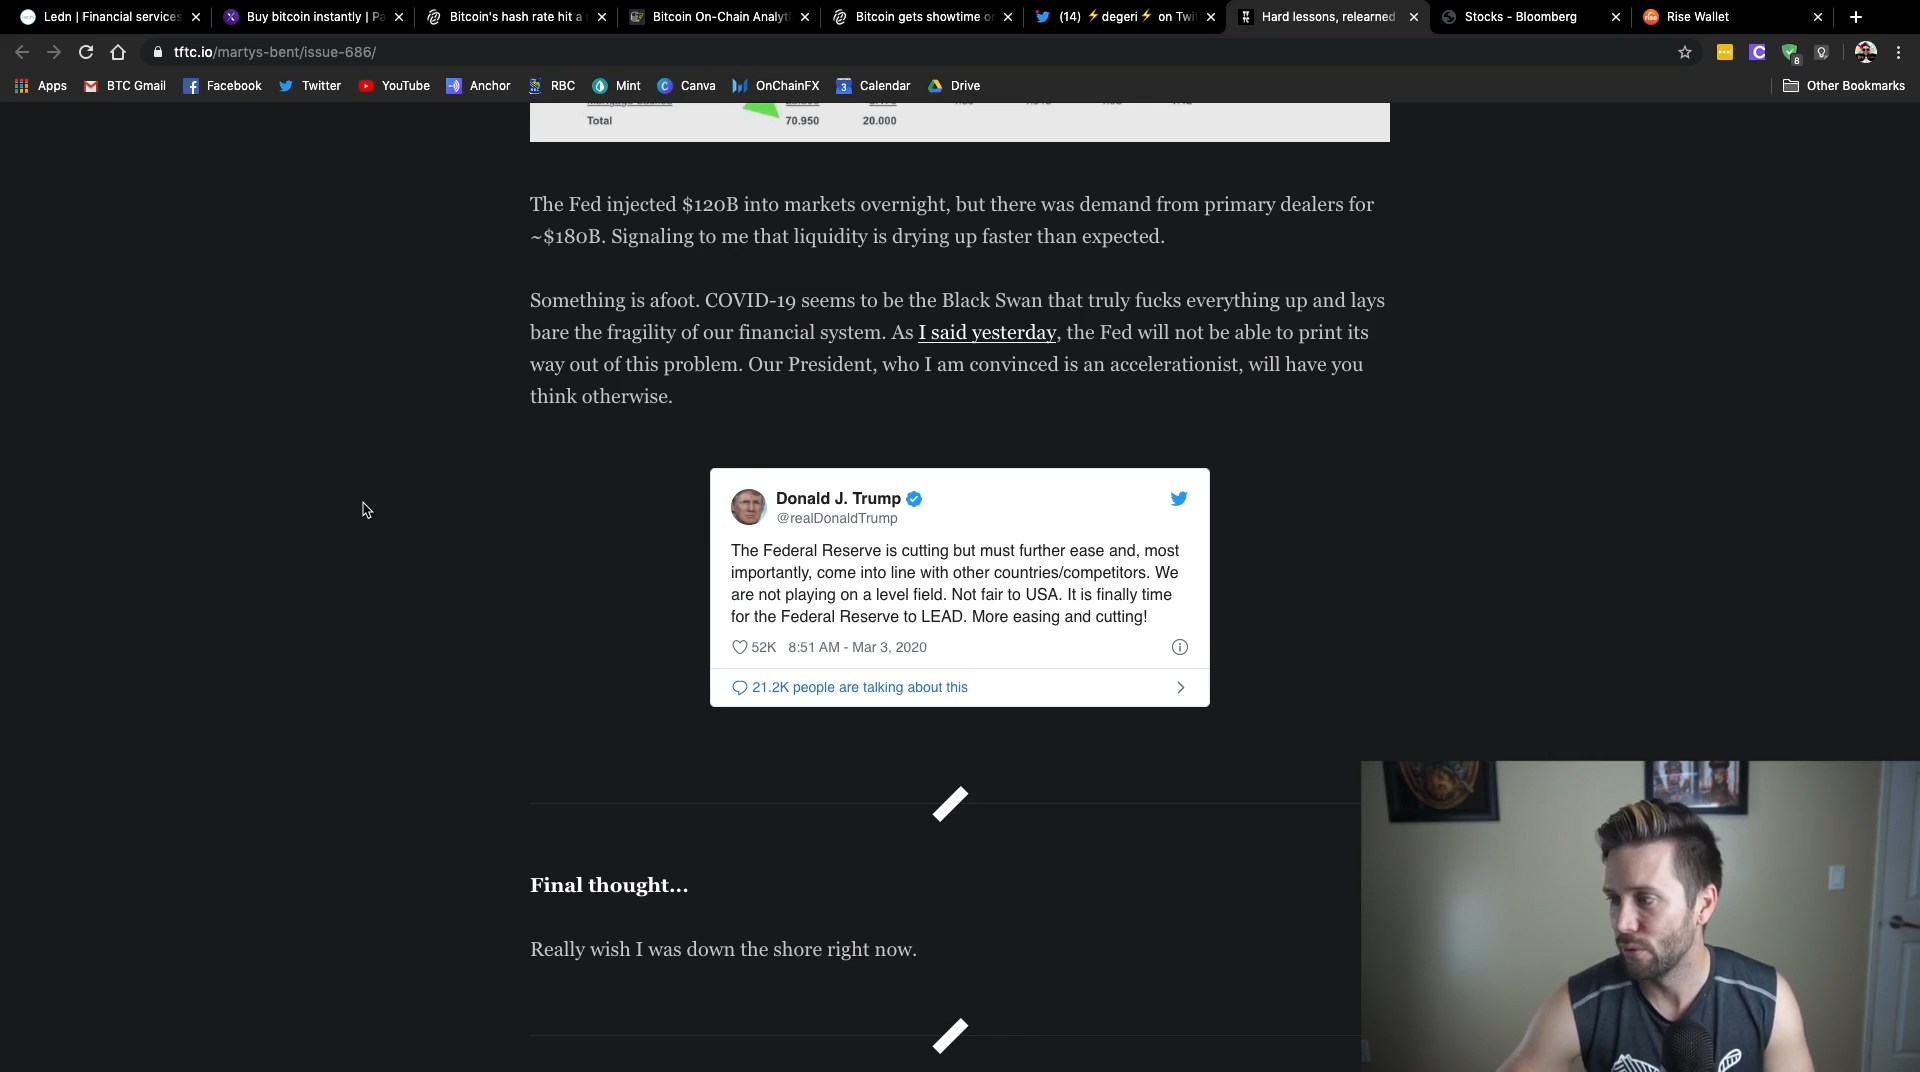 Ledn | Financial services
Buy bitcoin instantly | Pa
Bitcoin's hash rate hit a n
Bitcoin On-Chain Analyti
Bitcoin gets showtime on
(14) ⚡degeri⚡ on Twit
Hard lessons, relearned
Stocks - Bloomberg
Rise Wallet
tftc.io/martys-bent/issue-686/
8
Apps
BTC Gmail
Facebook
Twitter
YouTube
Anchor
RBC
Mint
Canva
OnChainFX
3
Calendar
Drive
Other Bookmarks
Total 70.950 20.000
The Fed injected $120B into markets overnight, but there was demand from primary dealers for
~$180B. Signaling to me that liquidity is drying up faster than expected.
Something is afoot. COVID-19 seems to be the Black Swan that truly fucks everything up and lays
bare the fragility of our financial system. As I said yesterday, the Fed will not be able to print its
way out of this problem. Our President, who I am convinced is an accelerationist, will have you
think otherwise.
Donald J. Trump
@realDonaldTrump
The Federal Reserve is cutting but must further ease and, most
importantly, come into line with other countries/competitors. We
are not playing on a level field. Not fair to USA. It is finally time
for the Federal Reserve to LEAD. More easing and cutting!
52K 8:51 AM - Mar 3, 2020
21.2K people are talking about this
Final thought...
Really wish I was down the shore right now.